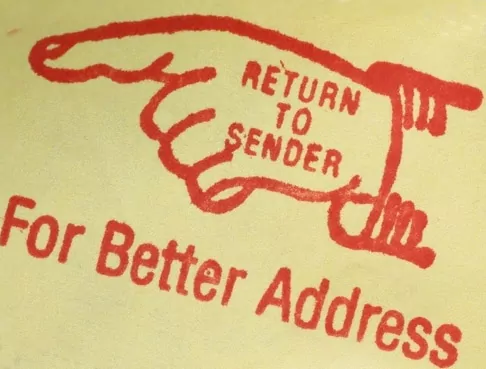 RETURN
TO
SENDER
For Better Address